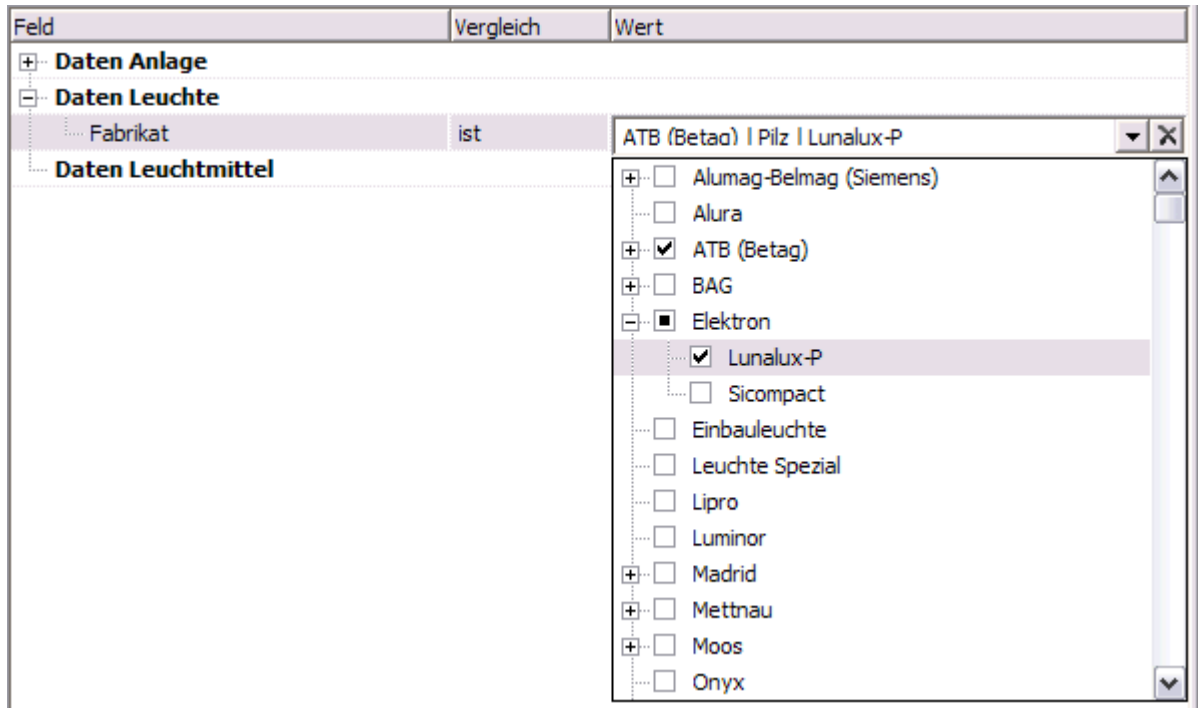 Feld Vergleich Wert
Daten Anlage
Daten Leuchte
Fabrikat ist ATB (Betag) | Pilz | Lunalux-P
Daten Leuchtmittel
Alumag-Belmag (Siemens)
Alura
ATB (Betag)
BAG
Elektron
Lunalux-P
Sicompact
Einbauleuchte
Leuchte Spezial
Lipro
Luminor
Madrid
Mettnau
Moos
Onyx